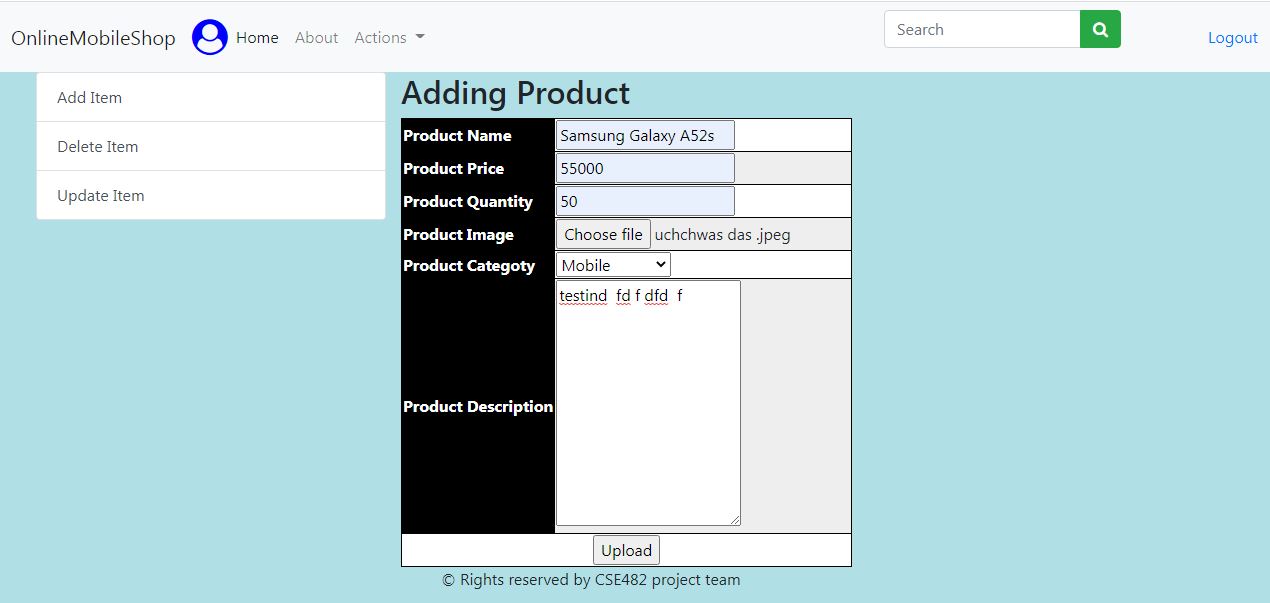 OnlineMobileShop Home About Actions Search Logout
Add Item
Delete Item
Update Item
Adding Product
Product Name Samsung Galaxy A52s
Product Price 55000
Product Quantity 50
Product Image Choose file uchchwas das .jpeg
Product Categoty Mobile
Product Description testind fd f dfd f
Upload
© Rights reserved by CSE482 project team